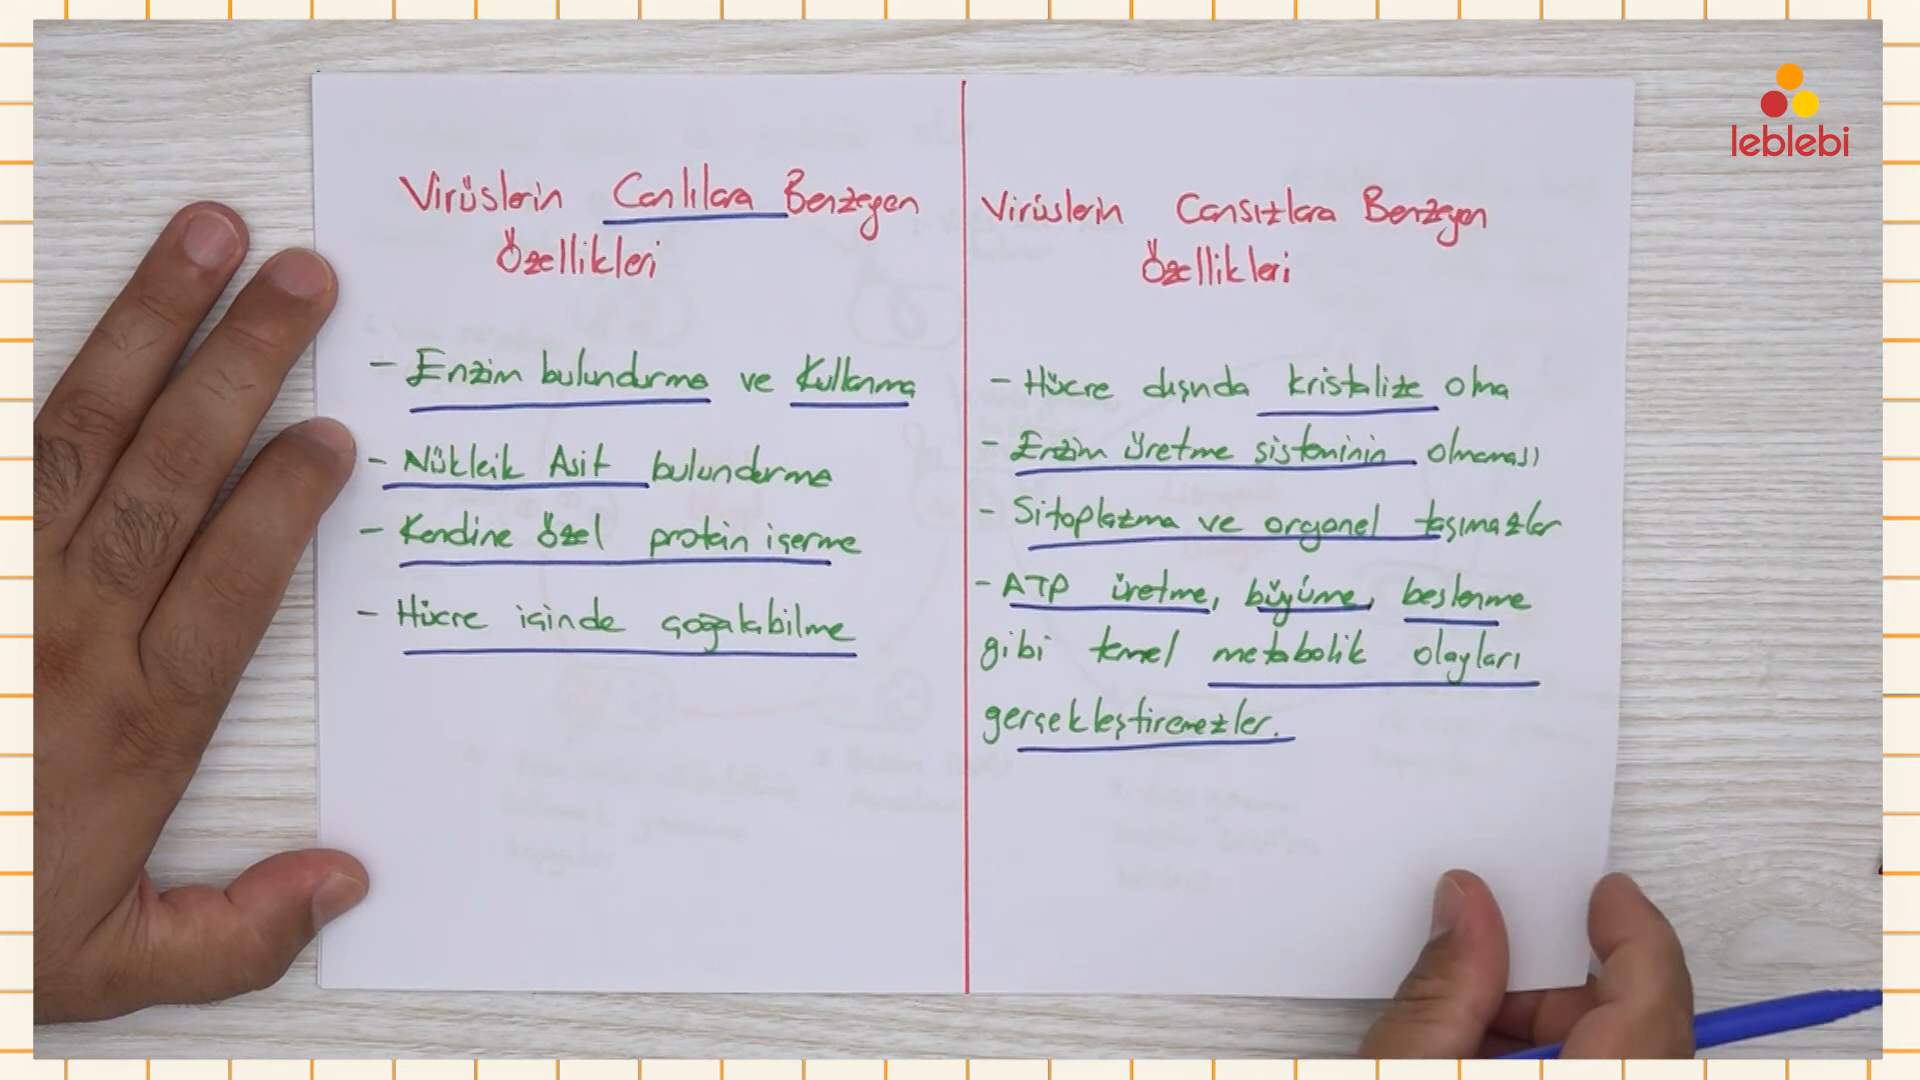 leblebi
Virüslerin Canlılara Benzeyen
Özellikleri
- Enzim bulundurma ve Kullanma
- Nükleik Asit bulundurma
- Kendine özel protein içerme
- Hücre içinde çoğalabilme
Virüslerin Cansızlara Benzeyen
Özellikleri
- Hücre dışında kristalize olma
- Enzim üretme sisteminin olmaması
- Sitoplazma ve organel taşımazlar
- ATP üretme, büyüme, beslenme
gibi temel metabolik olayları
gerçekleştiremezler.